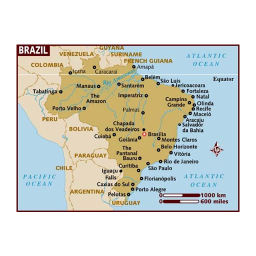 BRAZIL
GUYANA
VENEZUELA
SURINAME
FRENCH GUIANA
COLOMBIA
ATLANTIC
OCEAN
Amapá
Caracaraí
Equator
Belém
São Luís
Manaus
Santarém
Jericoacoara
Fortaleza
Tabatinga
The
Amazon
Imperatriz
Natal
Campina
Grande
Olinda
Porto Velho
Recife
Palmas
Maceió
PERU
Aracaju
Chapada
dos Veadeiros
Salvador
da Bahia
BOLIVIA
Cuiabá
Brasília
Goiânia
Montes Claros
The
Pantanal
Bauru
Belo Horizonte
Vitória
PARAGUAY
Rio de Janeiro
Curitiba
São Paulo
CHILE
Iguaçu
Falls
Florianópolis
PACIFIC
OCEAN
Caxias do Sul
ATLANTIC
OCEAN
ARGENTINA
Porto Alegre
Pelotas
1000 km
600 miles
URUGUAY